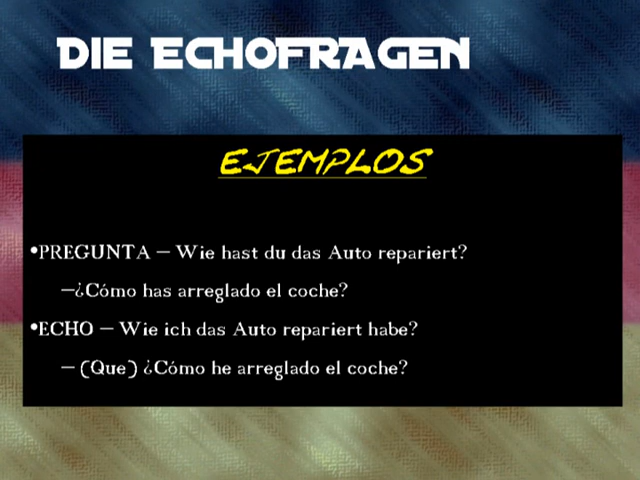 DIE ECHOFRAGEN
EJEMPLOS
•PREGUNTA – Wie hast du das Auto repariert?
–¿Cómo has arreglado el coche?
•ECHO – Wie ich das Auto repariert habe?
– (Que) ¿Cómo he arreglado el coche?